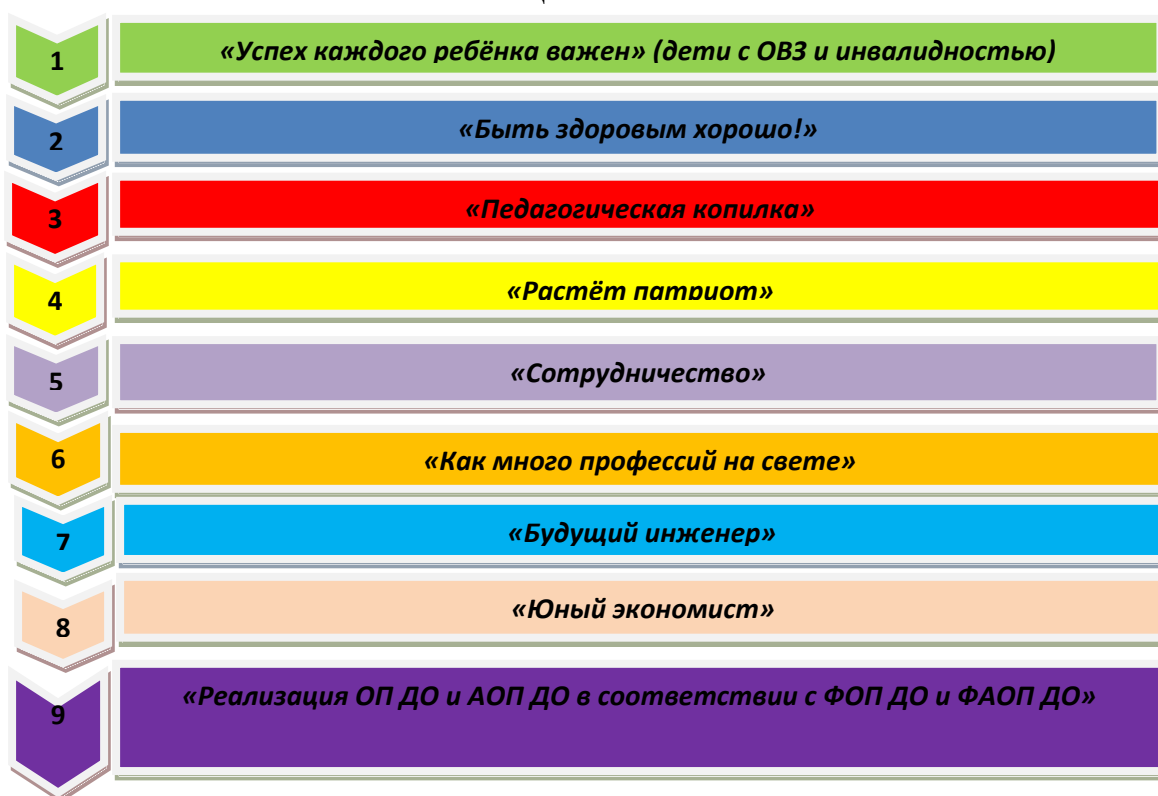 1
«Успех каждого ребёнка важен» (дети с ОВЗ и инвалидностью)
2
«Быть здоровым хорошо!»
3
«Педагогическая копилка»
4
«Растёт патриот»
5
«Сотрудничество»
6
«Как много профессий на свете»
7
«Будущий инженер»
8
«Юный экономист»
9
«Реализация ОП ДО и АОП ДО в соответствии с ФОП ДО и ФАОП ДО»